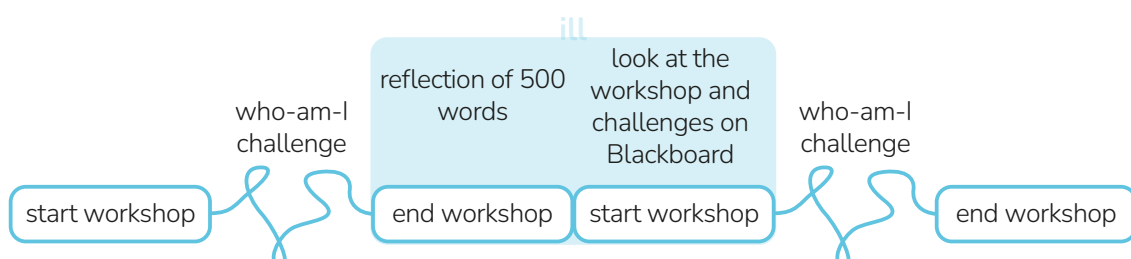 ill
reflection of 500
words
look at the
workshop and
challenges on
Blackboard
who-am-I
challenge
who-am-I
challenge
start workshop
end workshop
start workshop
end workshop